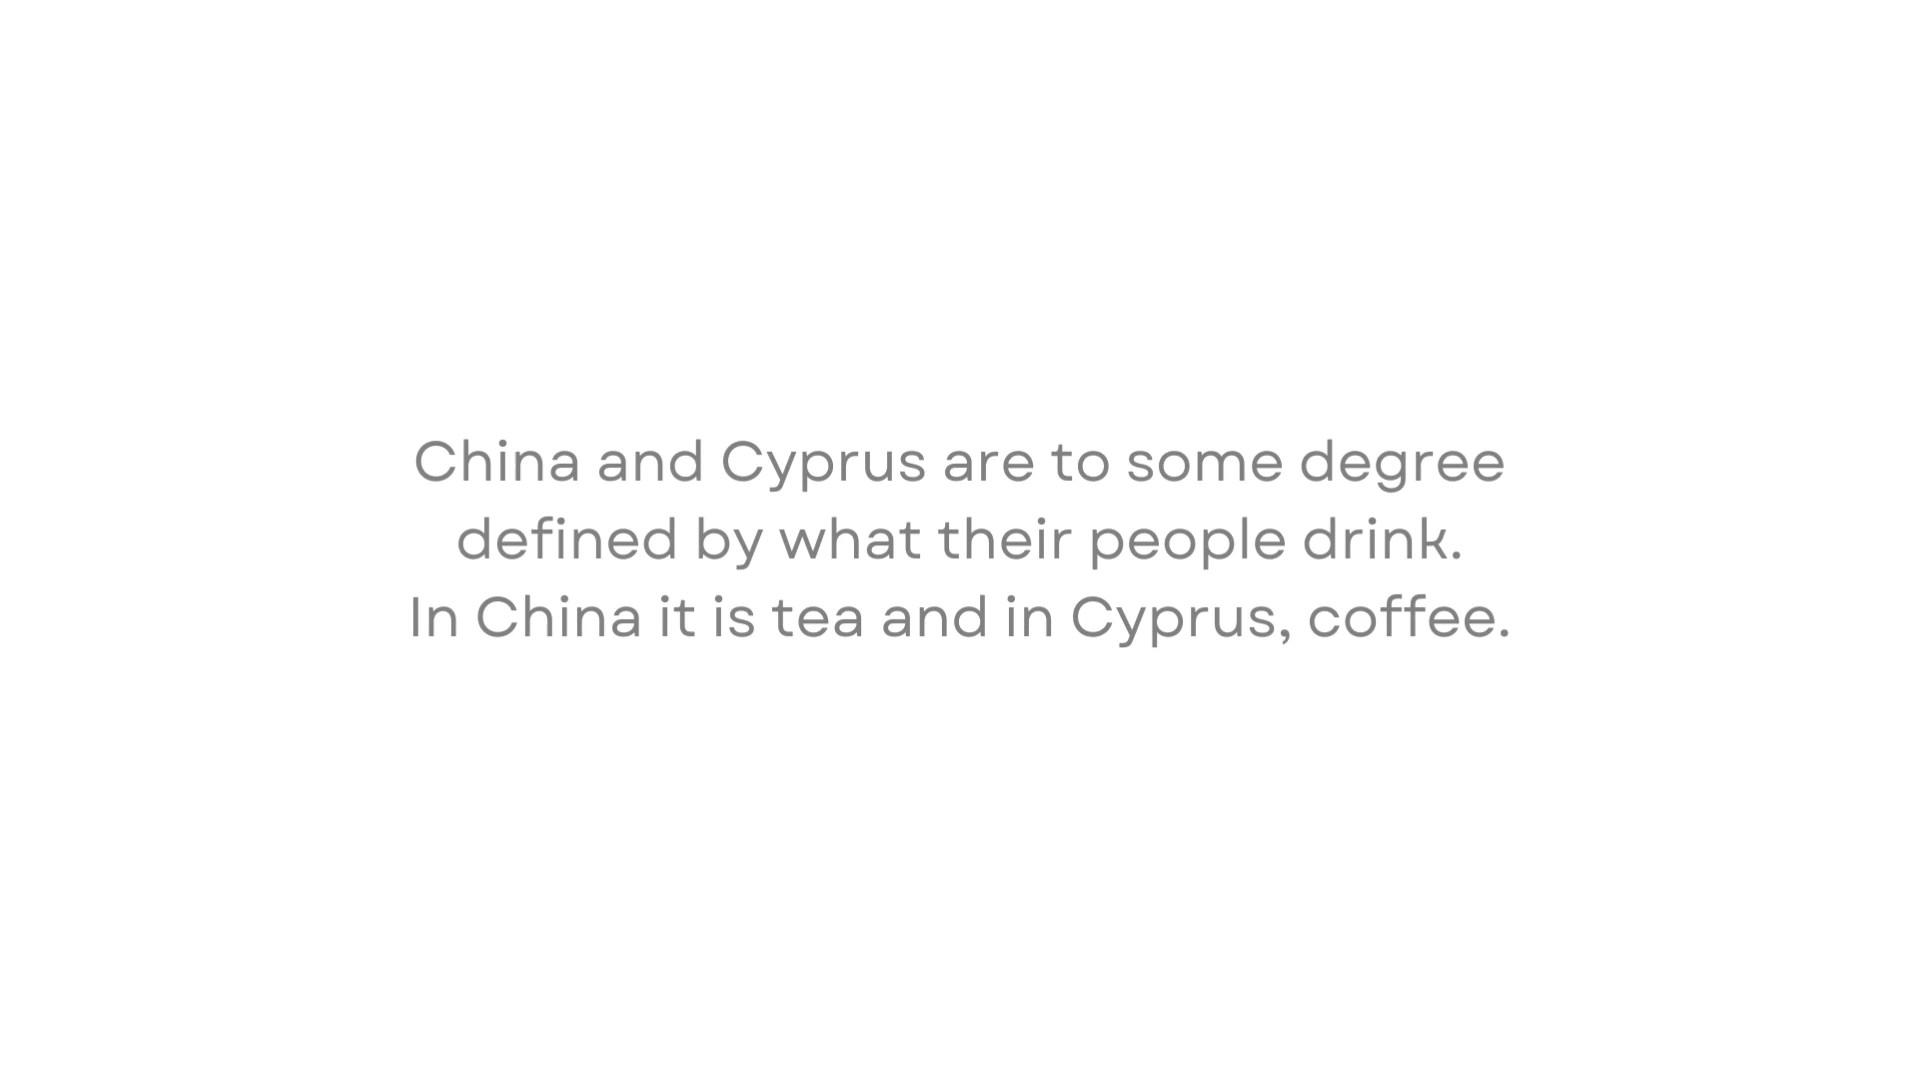 China and Cyprus are to some degree
defined by what their people drink.
In China it is tea and in Cyprus, coffee.